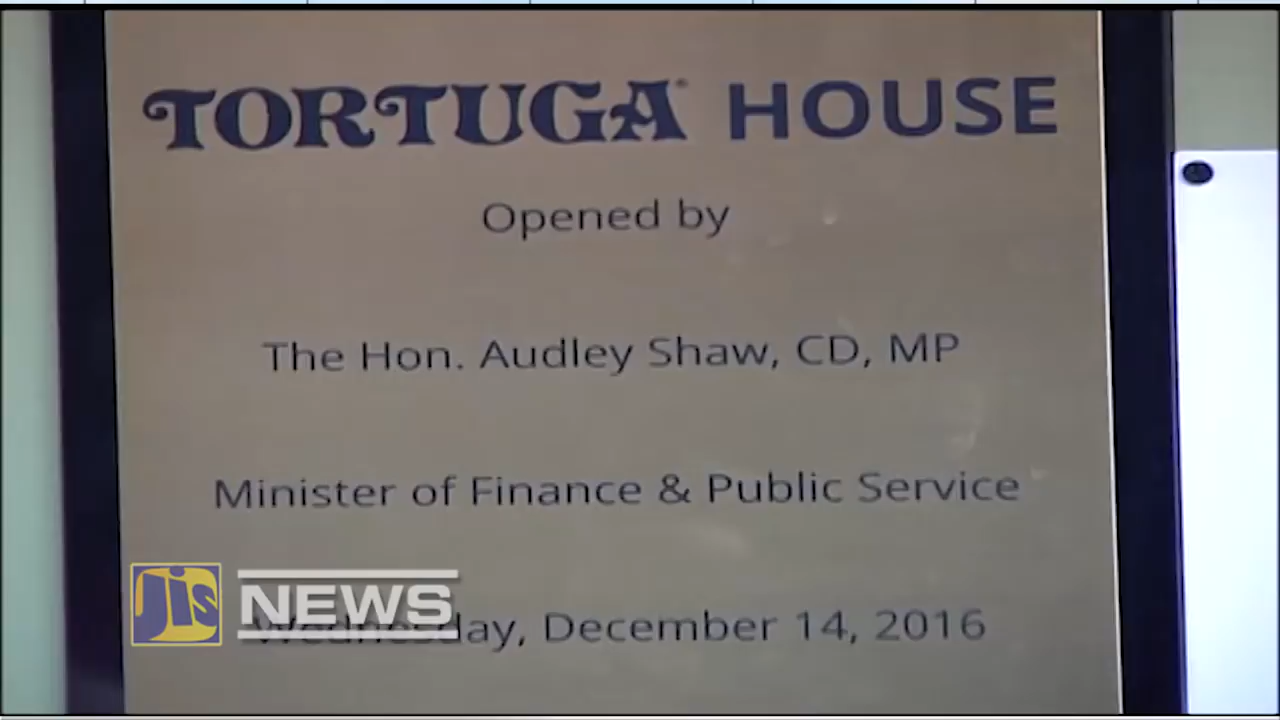 TORTUGA® HOUSE
Opened by
The Hon. Audley Shaw, CD, MP
Minister of Finance & Public Service
Wednesday, December 14, 2016
Jis NEWS